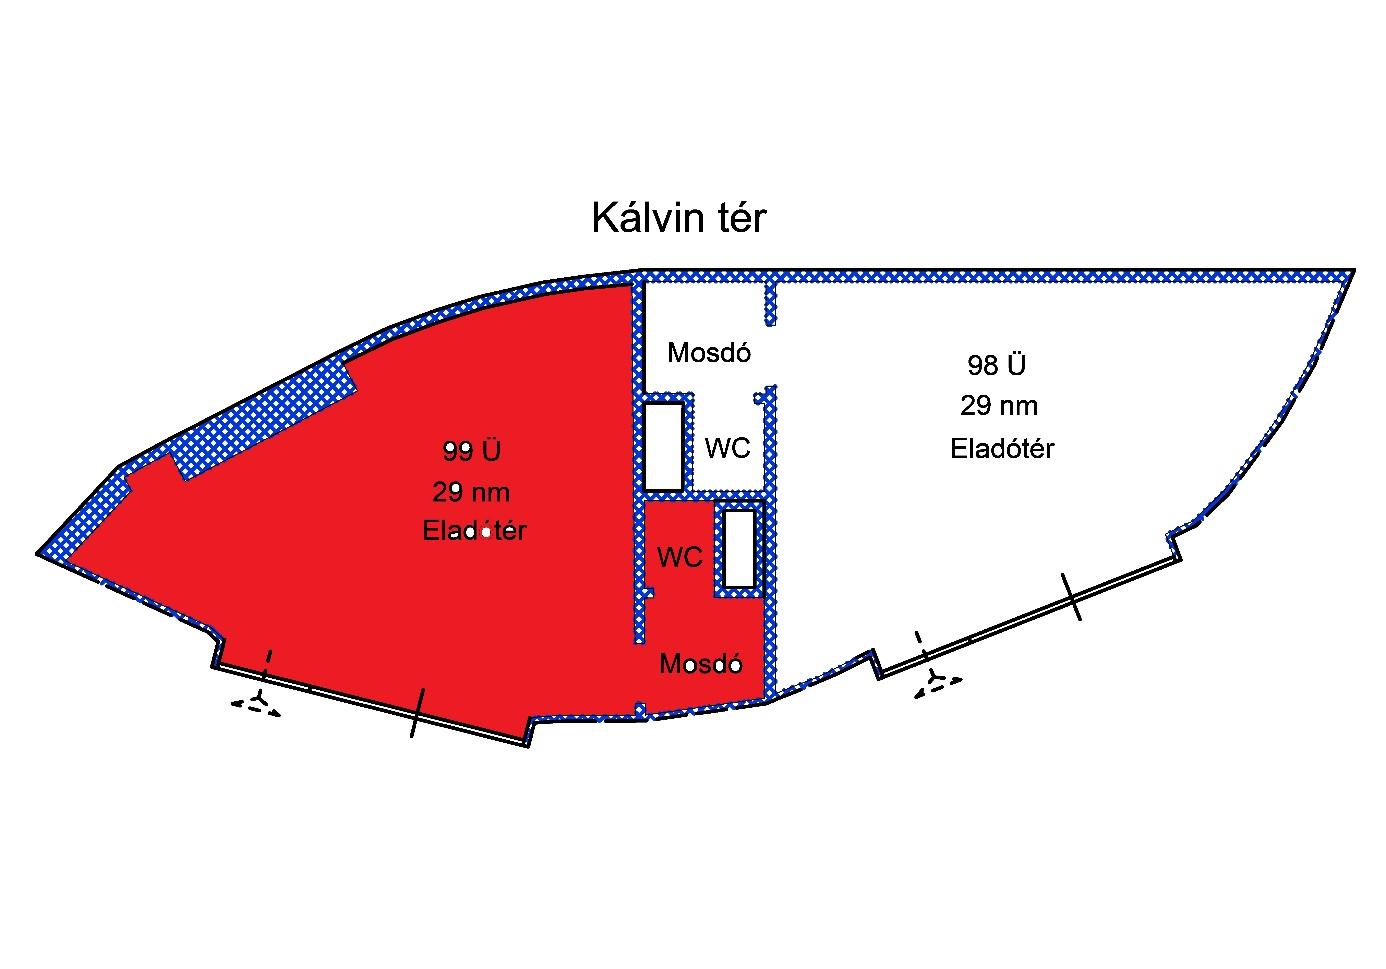 Kálvin tér
Mosdó
98 Ü
29 nm
Eladótér
WC
99 Ü
29 nm
Eladótér
WC
Mosdó